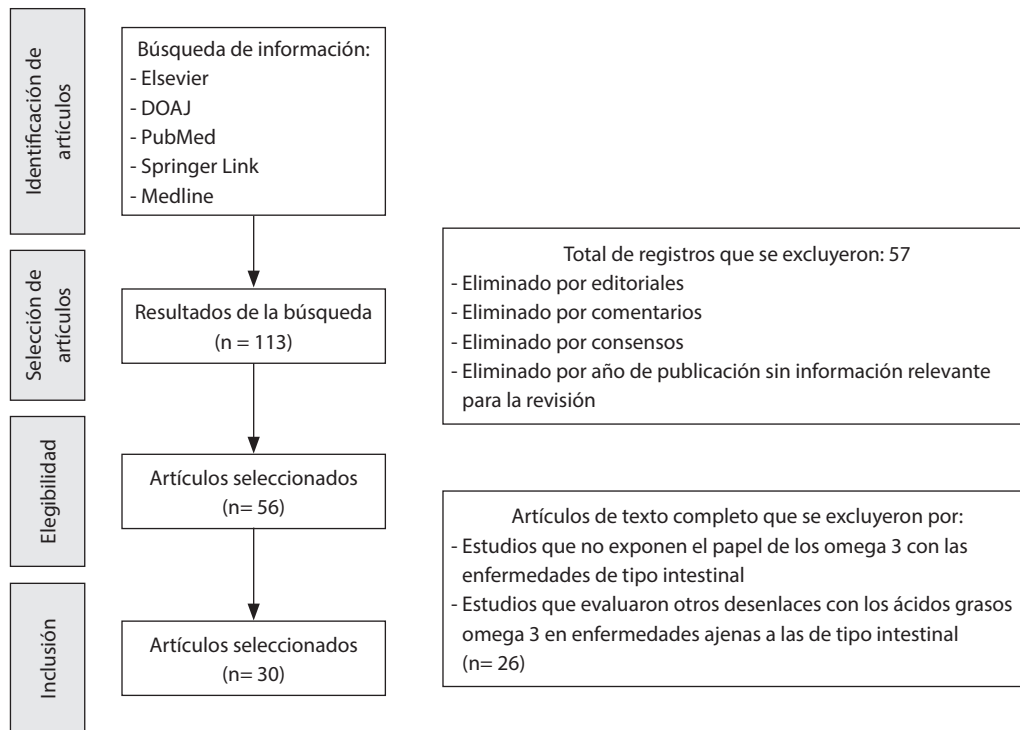 Identificación de
artículos
Búsqueda de información:
- Elsevier
- DOAJ
- PubMed
- Springer Link
- Medline
Selección de
artículos
Resultados de la búsqueda
(n = 113)
Total de registros que se excluyeron: 57
- Eliminado por editoriales
- Eliminado por comentarios
- Eliminado por consensos
- Eliminado por año de publicación sin información relevante
para la revisión
Elegibilidad
Artículos seleccionados
(n= 56)
Artículos de texto completo que se excluyeron por:
- Estudios que no exponen el papel de los omega 3 con las
enfermedades de tipo intestinal
- Estudios que evaluaron otros desenlaces con los ácidos grasos
omega 3 en enfermedades ajenas a las de tipo intestinal
(n= 26)
Inclusión
Artículos seleccionados
(n= 30)